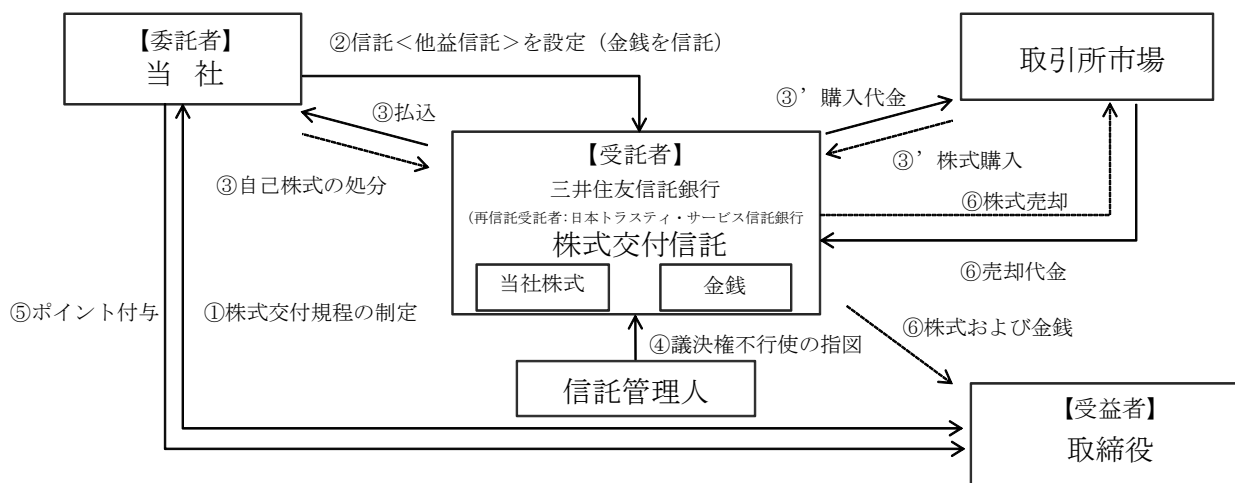 【委託者】
当 社
②信託＜他益信託＞を設定（金銭を信託）
取引所市場
③払込
③’購入代金
③’株式購入
③自己株式の処分
【受託者】
三井住友信託銀行
(再信託受託者:日本トラスティ・サービス信託銀行
株式交付信託
当社株式
金銭
⑥株式売却
⑥売却代金
⑤ポイント付与
①株式交付規程の制定
④議決権不行使の指図
⑥株式および金銭
信託管理人
【受益者】
取締役